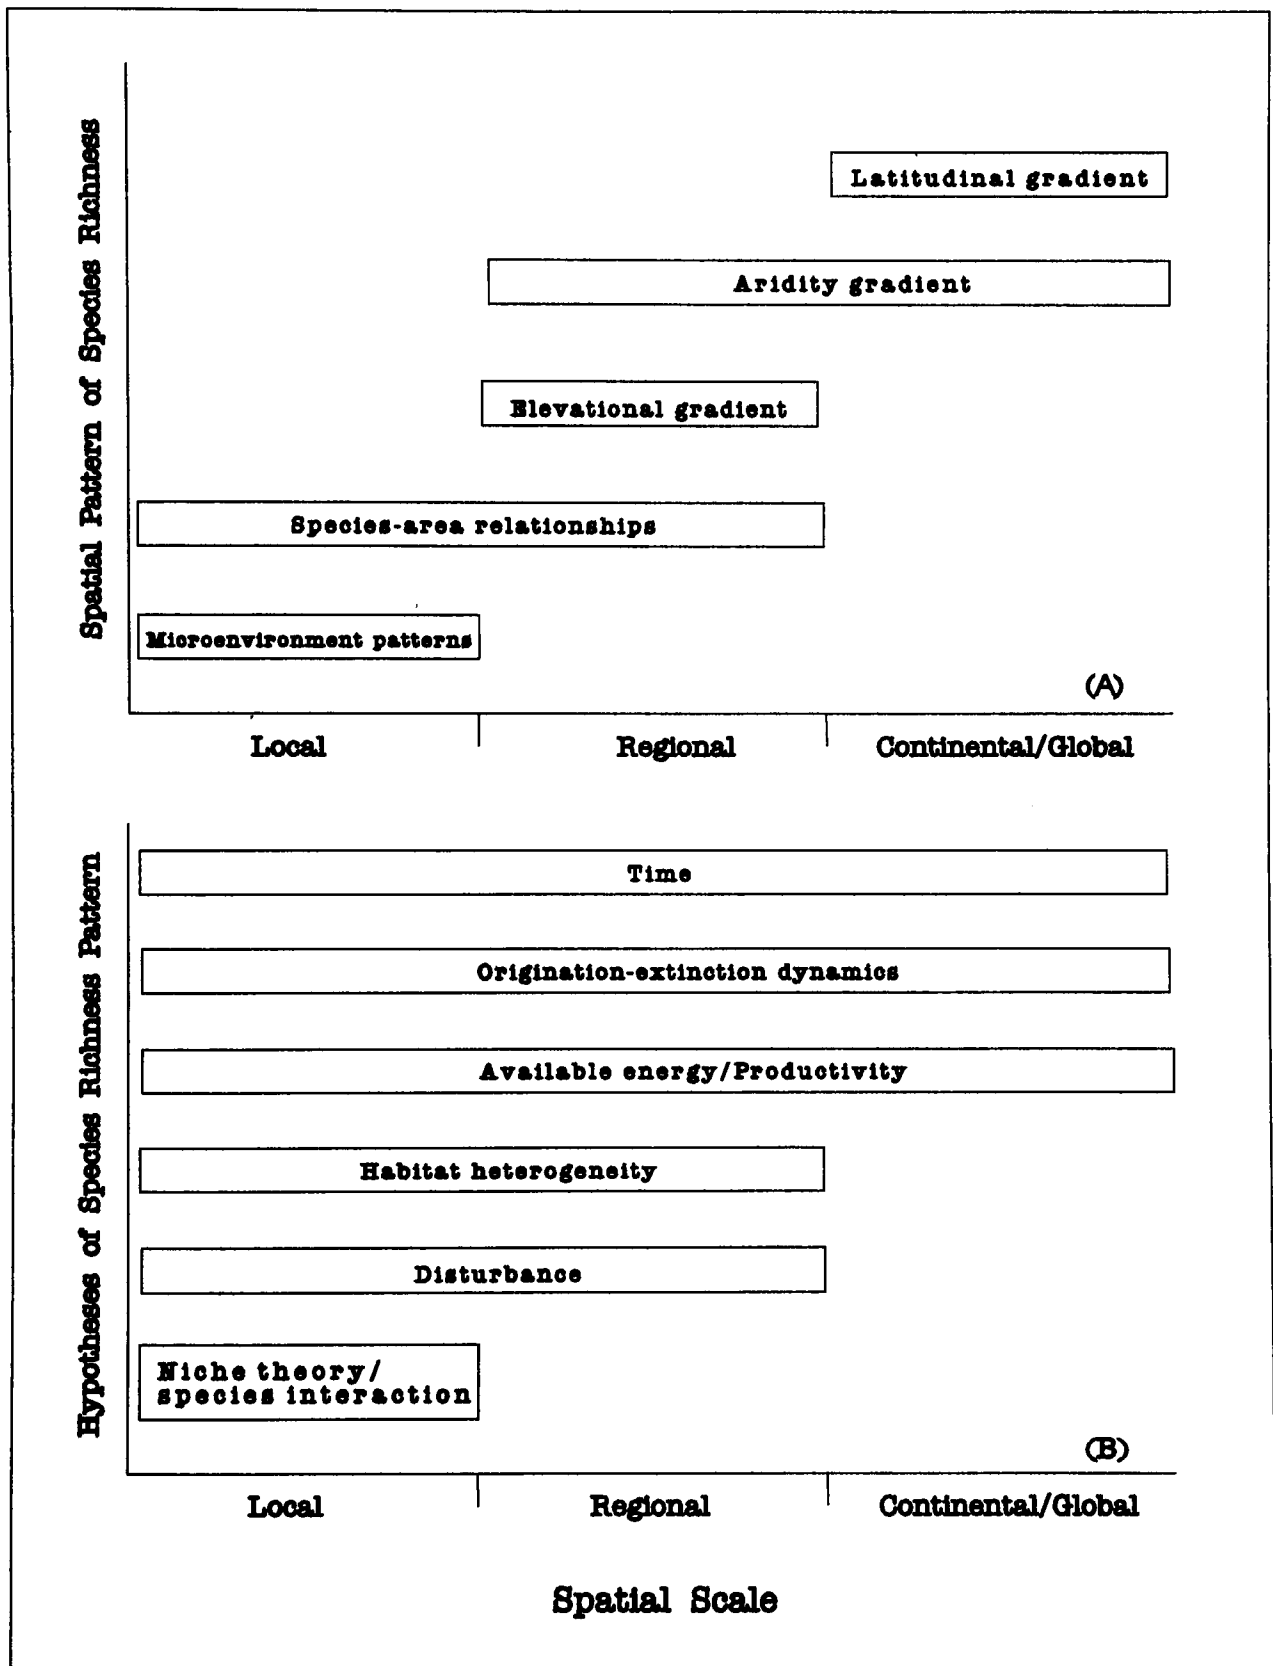 Spatial Pattern of Species Richness
Latitudinal gradient
Aridity gradient
Elevational gradient
Species-area relationships
Microenvironment patterns
(A)
Local Regional Continental/Global
Hypotheses of Species Richness Pattern
Time
Origination-extinction dynamics
Available energy/Productivity
Habitat heterogeneity
Disturbance
Niche theory/
species interaction
(B)
Local Regional Continental/Global
Spatial Scale